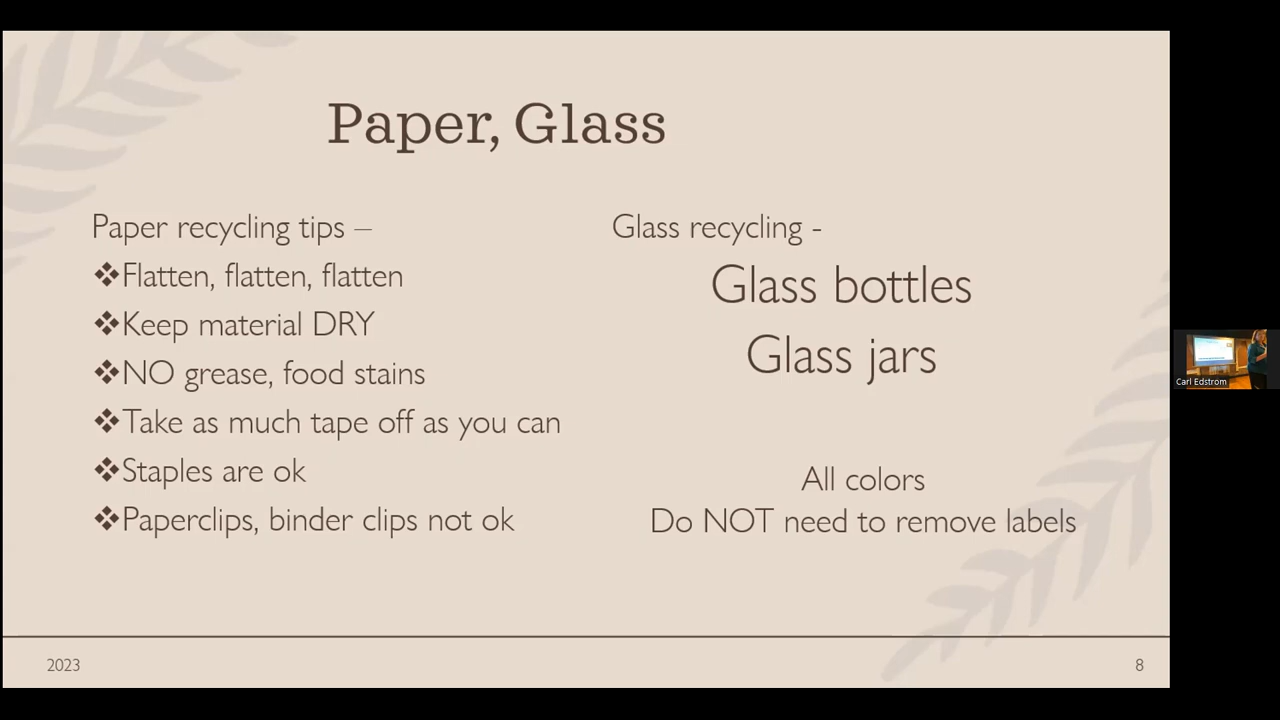 Paper, Glass
Paper recycling tips –
❖Flatten, flatten, flatten
❖Keep material DRY
❖NO grease, food stains
❖Take as much tape off as you can
❖Staples are ok
❖Paperclips, binder clips not ok
Glass recycling -
Glass bottles
Glass jars
All colors
Do NOT need to remove labels
2023
8
Carl Edstrom